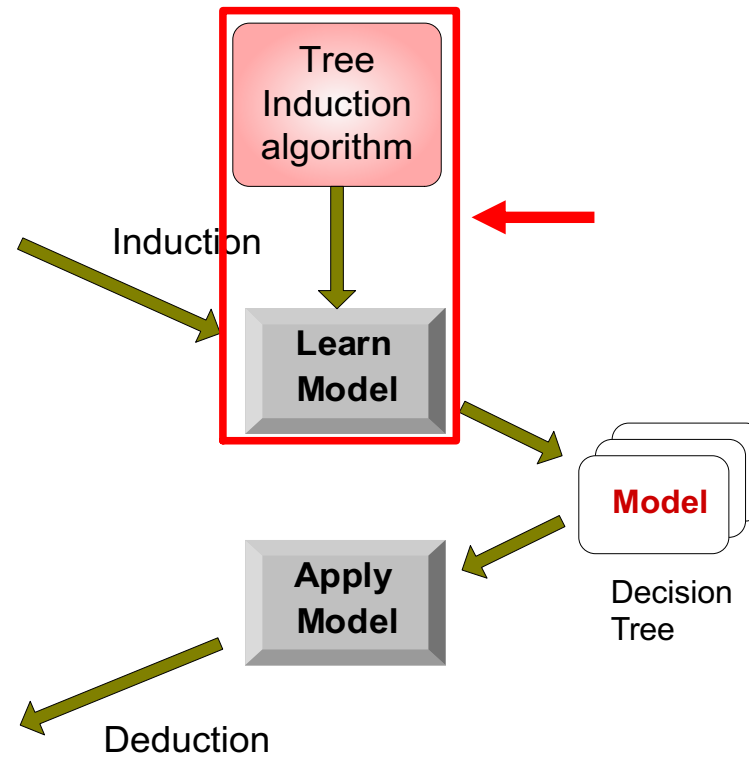 Tree
Induction
algorithm
Induction
Learn
Model
Model
Decision
Tree
Apply
Model
Deduction